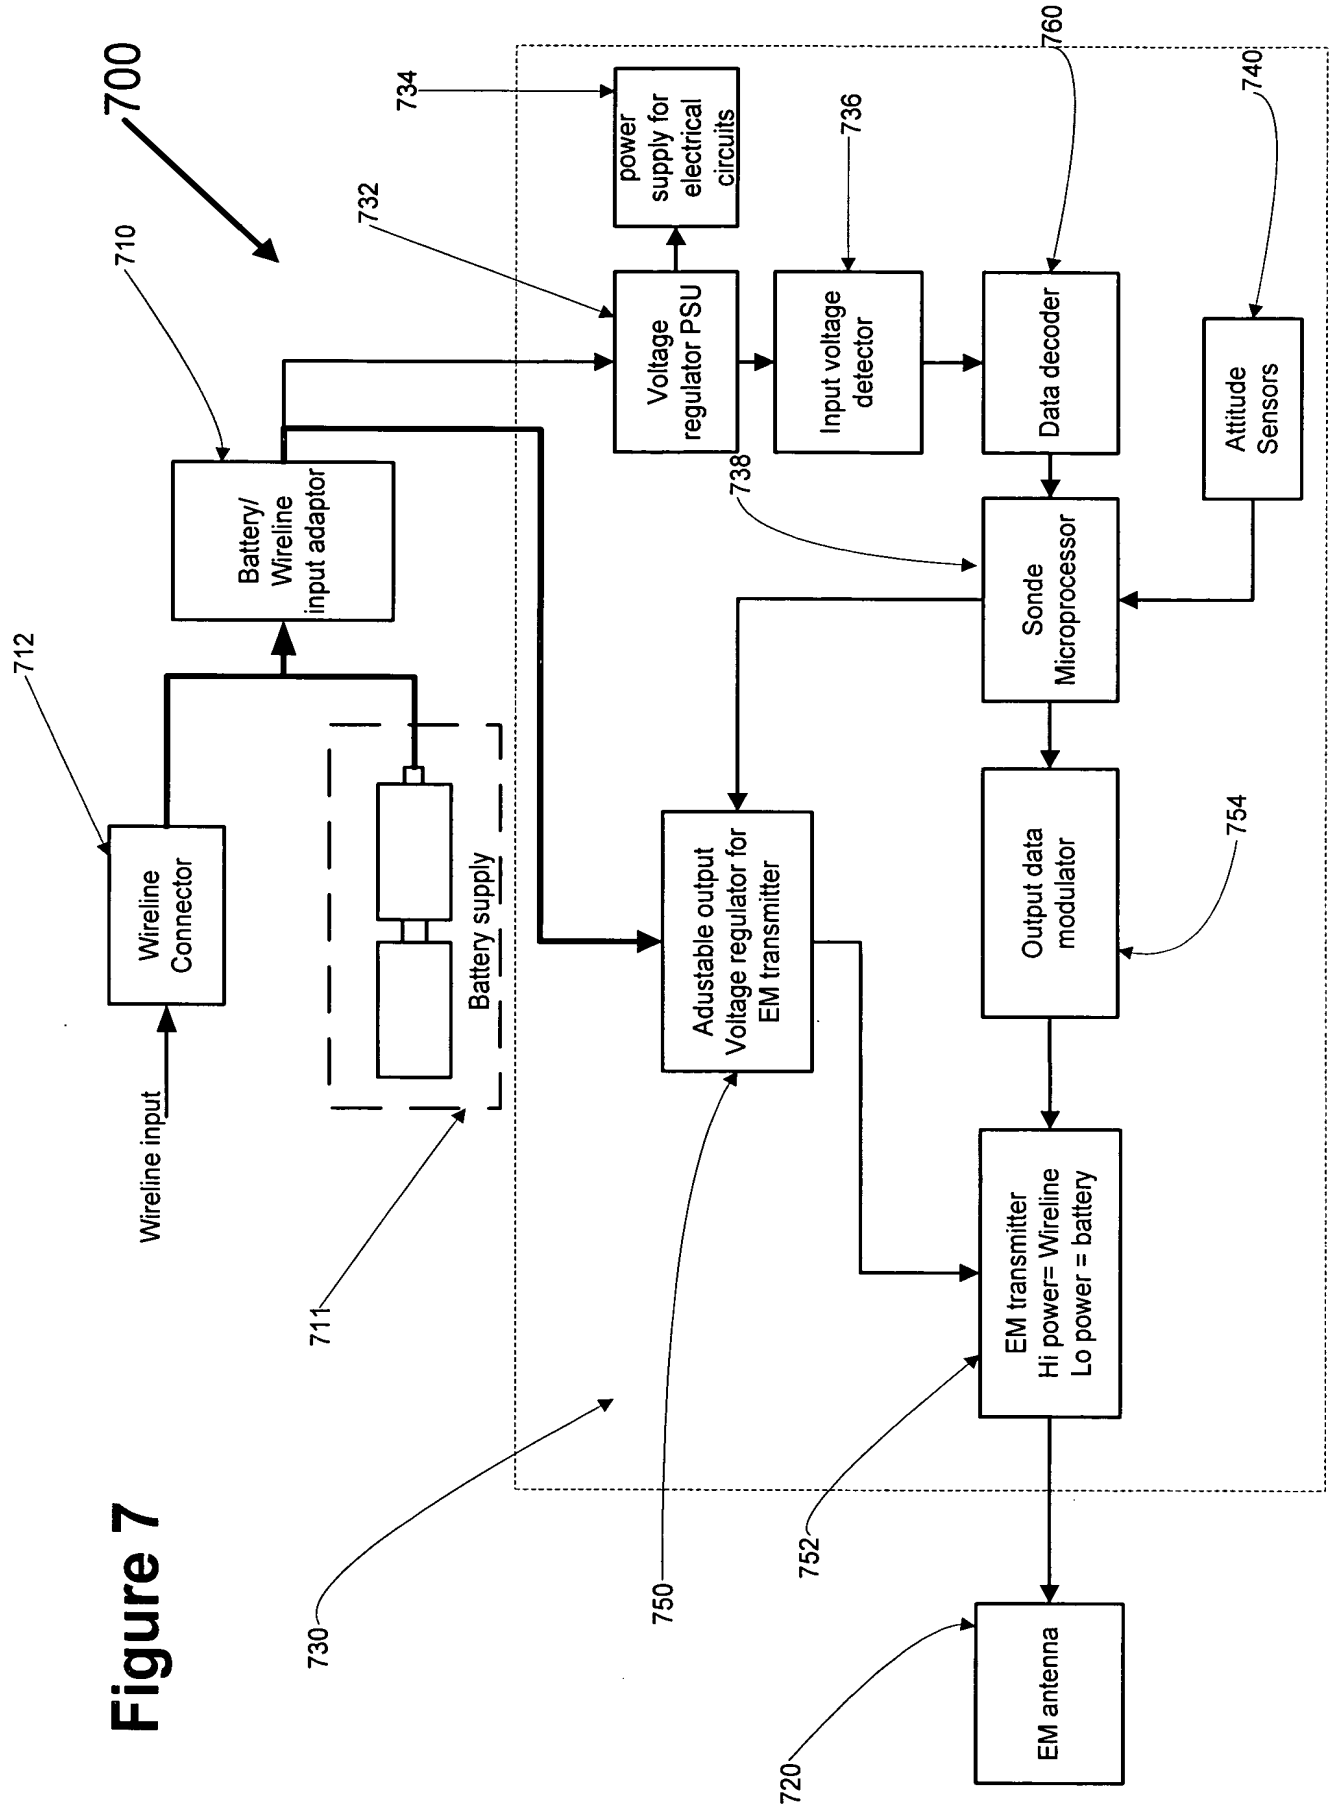 Figure 7
700
712
710
Wireline input
Wireline
Connector
Battery/
Wireline
input adaptor
711
Battery supply
732
734
730
Voltage
regulator PSU
power
supply for
electrical
circuits
750
Adustable output
Voltage regulator for
EM transmitter
738
Input voltage
detector
736
752
720
EM antenna
EM transmitter
Hi power= Wireline
Lo power = battery
Output data
modulator
Sonde
Microprocessor
Data decoder
760
754
Attitude
Sensors
740